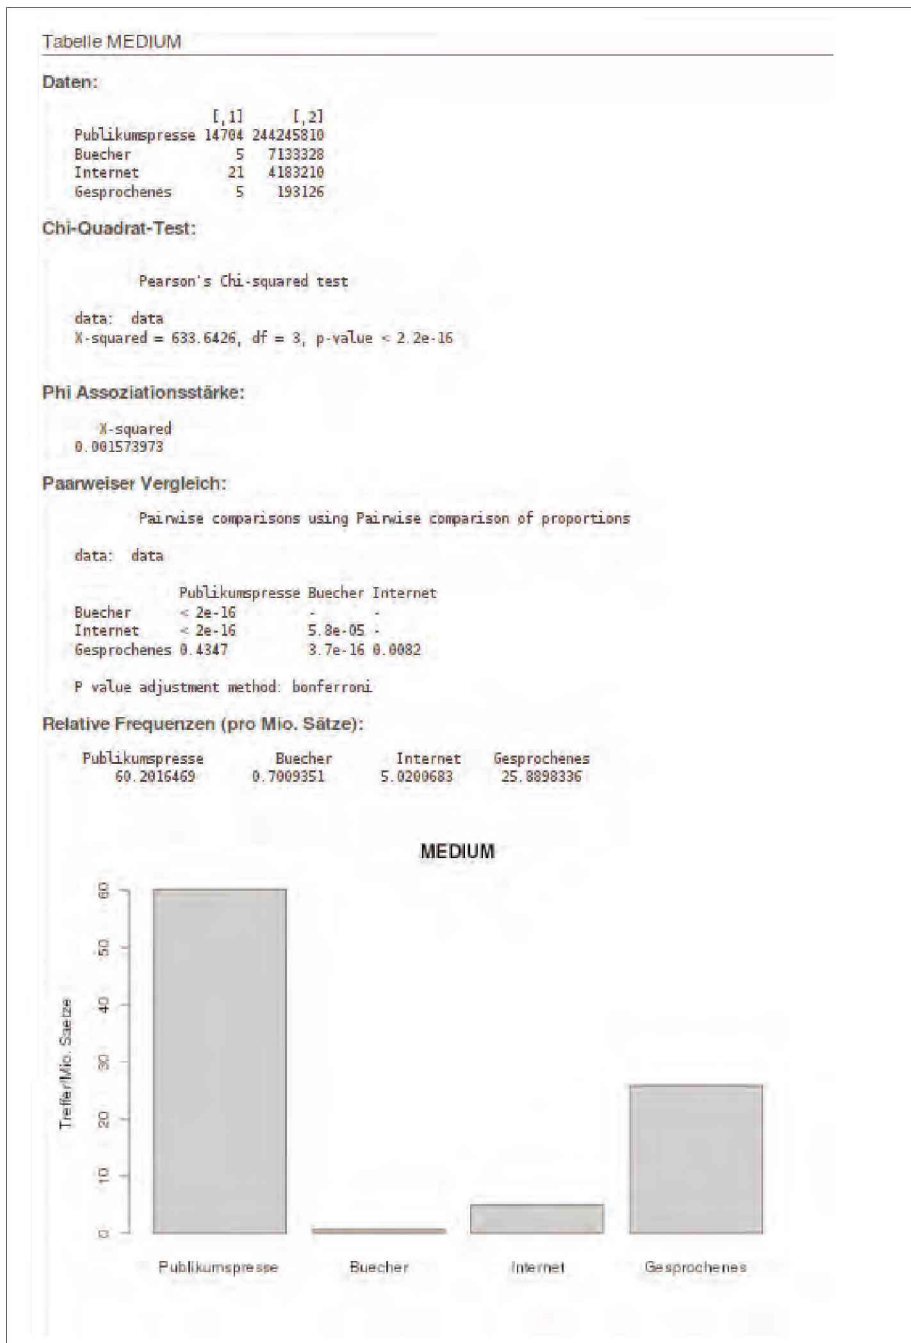 Tabelle MEDIUM
Daten:
[,1] [,2]
Publikumspresse 14704 244245810
Buecher 5 7133328
Internet 21 4183210
Gesprochenes 5 193126
Chi-Quadrat-Test:
Pearson's Chi-squared test
data: data
X-squared = 633.6426, df = 3, p-value < 2.2e-16
Phi Assoziationsstärke:
X-squared
0.001573973
Paarweiser Vergleich:
Pairwise comparisons using Pairwise comparison of proportions
data: data
Publikumspresse Buecher Internet
Buecher < 2e-16 - -
Internet < 2e-16 5.8e-05 -
Gesprochenes 0.4347 3.7e-16 0.0082
P value adjustment method: bonferroni
Relative Frequenzen (pro Mio. Sätze):
Publikumspresse Buecher Internet Gesprochenes
60.2016469 0.7009351 5.0200683 25.8898336
MEDIUM
Treffer/Mio. Saetze
60
50
40
30
20
10
0
Publikumspresse Buecher Internet Gesprochenes